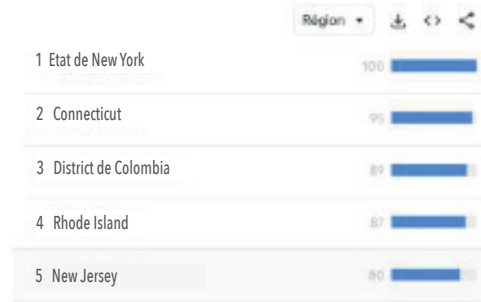 Région
1 Etat de New York 100
2 Connecticut 95
3 District de Colombia 89
4 Rhode Island 87
5 New Jersey 80